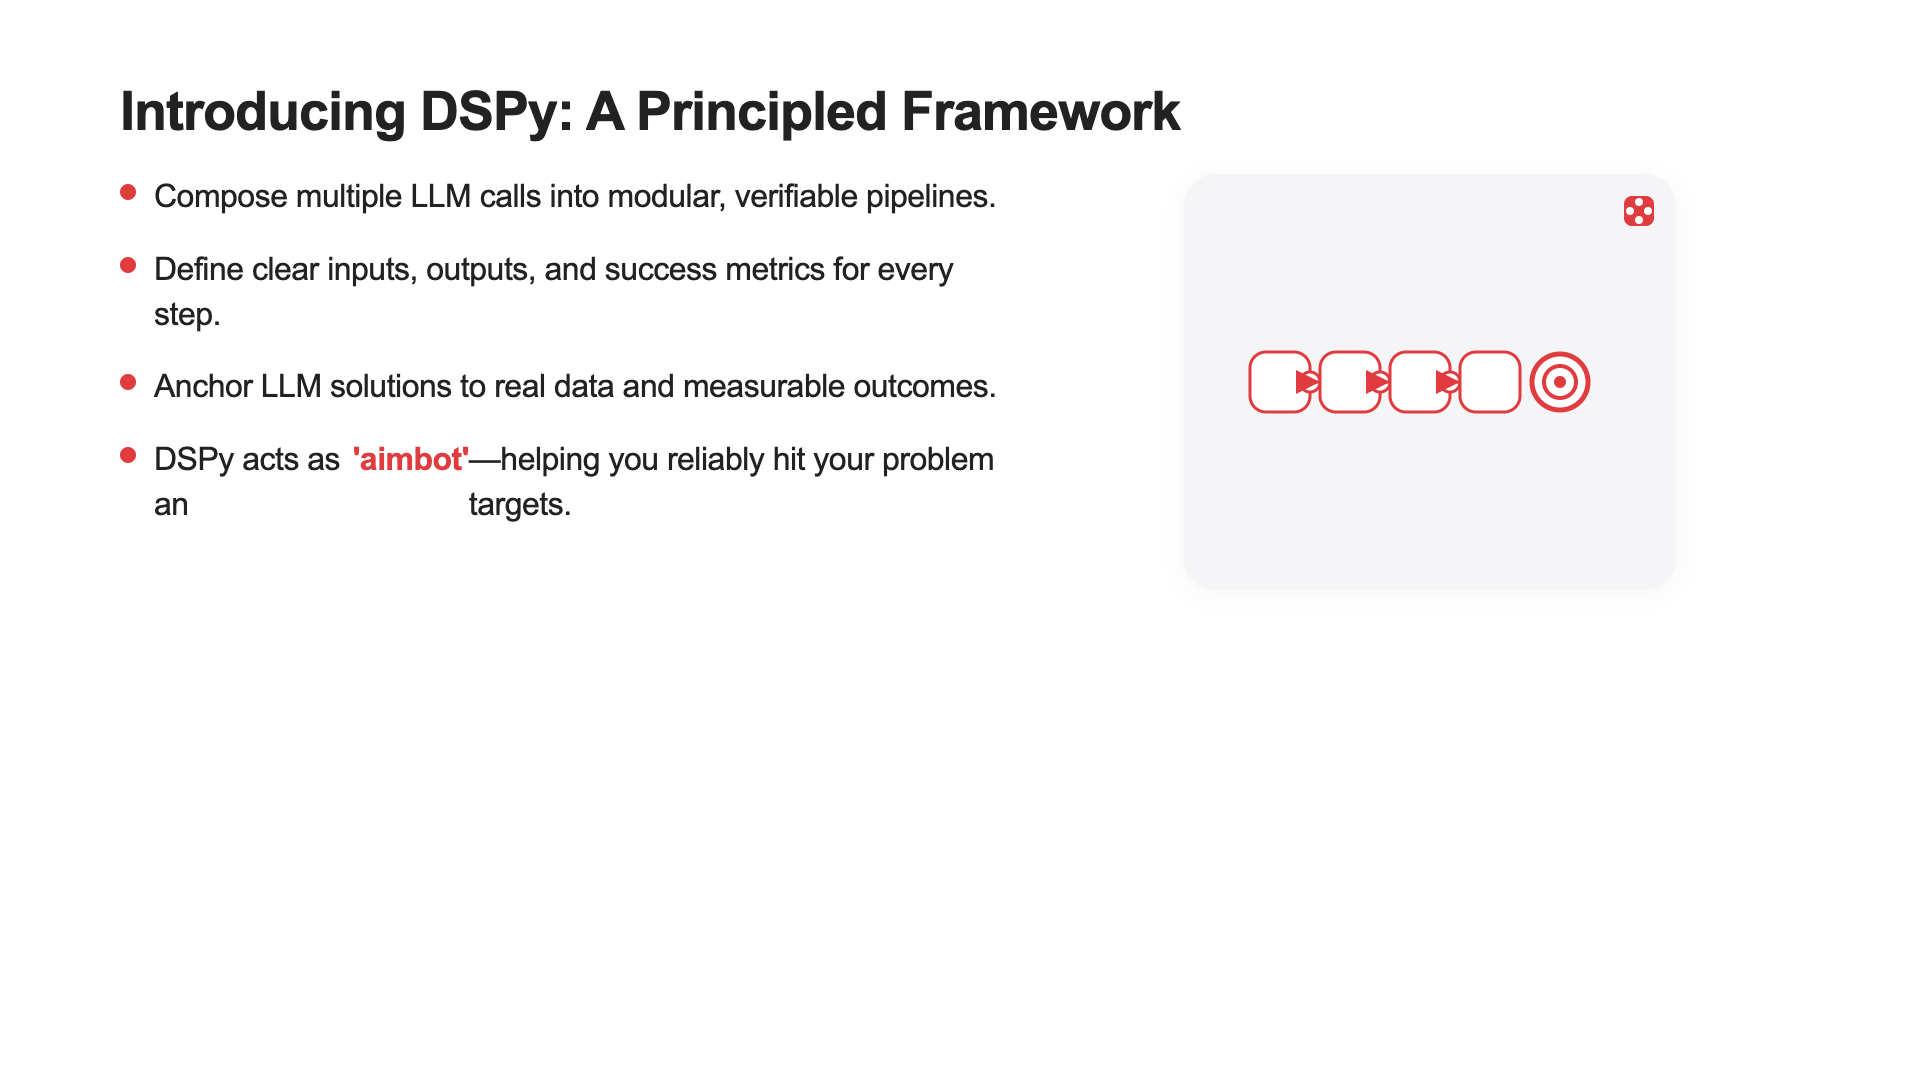 Introducing DSPy: A Principled Framework
Compose multiple LLM calls into modular, verifiable pipelines.
Define clear inputs, outputs, and success metrics for every
step.
Anchor LLM solutions to real data and measurable outcomes.
DSPy acts as an 'aimbot'—helping you reliably hit your problem
targets.